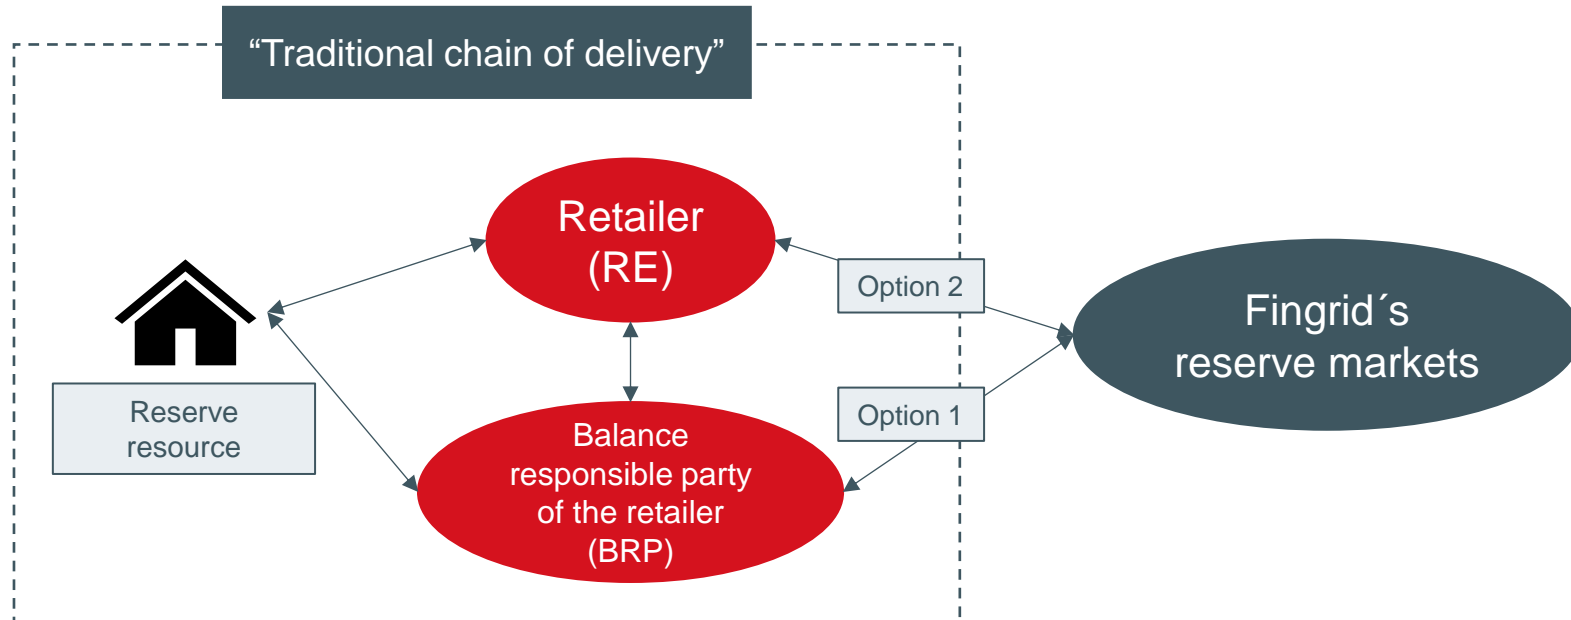 “Traditional chain of delivery”
Retailer
(RE)
Option 2
Fingrid´s
reserve markets
Reserve
resource
Option 1
Balance
responsible party
of the retailer
(BRP)